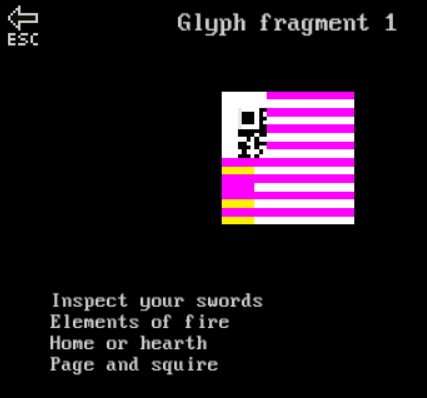 ESC
Glyph fragment 1
Inspect your swords
Elements of fire
Home or hearth
Page and squire